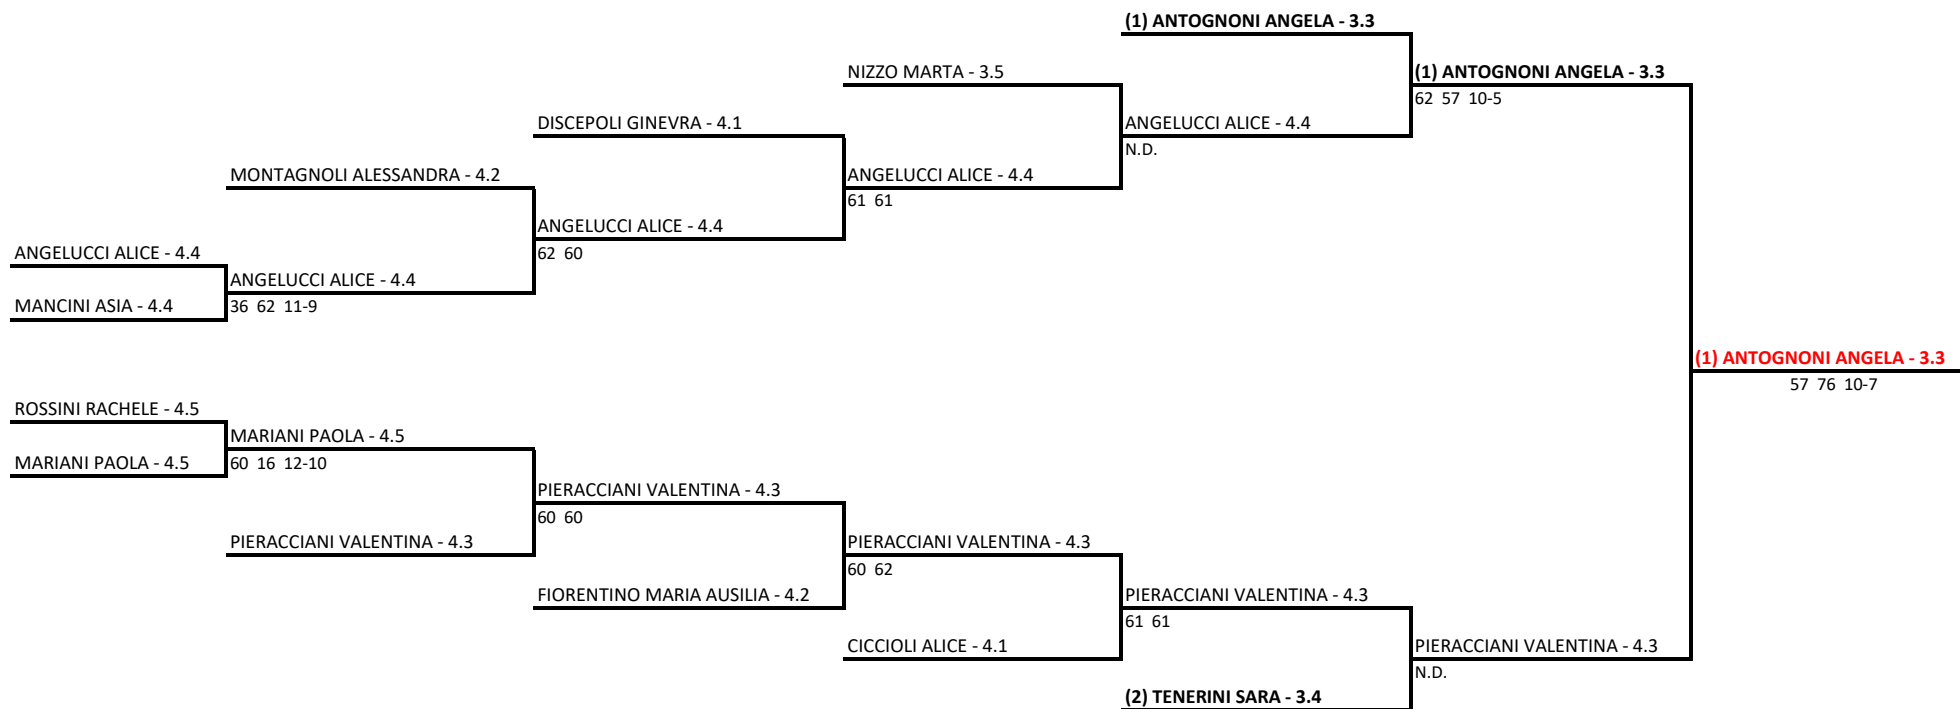 (1) ANTOGNONI ANGELA - 3.3
NIZZO MARTA - 3.5
(1) ANTOGNONI ANGELA - 3.3
62 57 10-5
DISCEPOLI GINEVRA - 4.1
ANGELUCCI ALICE - 4.4
N.D.
MONTAGNOLI ALESSANDRA - 4.2
ANGELUCCI ALICE - 4.4
61 61
ANGELUCCI ALICE - 4.4
62 60
ANGELUCCI ALICE - 4.4
ANGELUCCI ALICE - 4.4
36 62 11-9
MANCINI ASIA - 4.4
(1) ANTOGNONI ANGELA - 3.3
57 76 10-7
ROSSINI RACHELE - 4.5
MARIANI PAOLA - 4.5
60 16 12-10
MARIANI PAOLA - 4.5
PIERACCIANI VALENTINA - 4.3
60 60
PIERACCIANI VALENTINA - 4.3
PIERACCIANI VALENTINA - 4.3
60 62
FIORENTINO MARIA AUSILIA - 4.2
PIERACCIANI VALENTINA - 4.3
61 61
CICCIOLI ALICE - 4.1
PIERACCIANI VALENTINA - 4.3
N.D.
(2) TENERINI SARA - 3.4